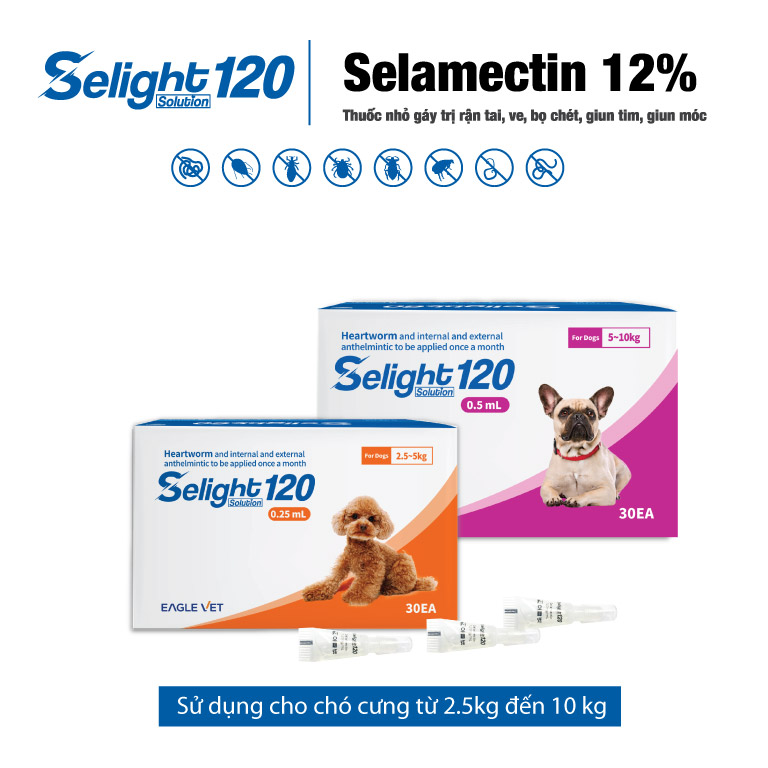 Selight 120
Solution
Selamectin 12%
Thuốc nhỏ gáy trị rận tai, ve, bọ chét, giun tim, giun móc
Heartworm and internal and external
anthelmintic to be applied once a month
For Dogs 5~10kg
Selight 120
Solution
0.5 mL
30EA
Heartworm and internal and external
anthelmintic to be applied once a month
For Dogs 2.5~5kg
Selight 120
Solution
0.25 mL
EAGLE VET
30EA
Sử dụng cho chó cưng từ 2.5kg đến 10 kg